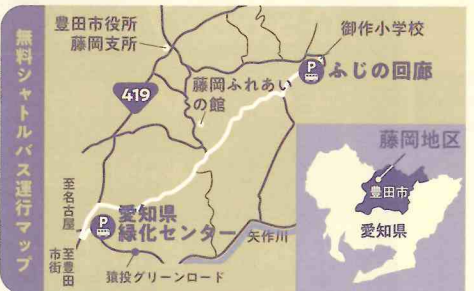 無料シャトルバス運行マップ
豊田市役所
藤岡支所
御作小学校
P
ふじの回廊
419
藤岡ふれあい
の館
藤岡地区
豊田市
愛知県
至名古屋
P
愛知県
緑化センター
矢作川
至豊田
市街
猿投グリーンロード